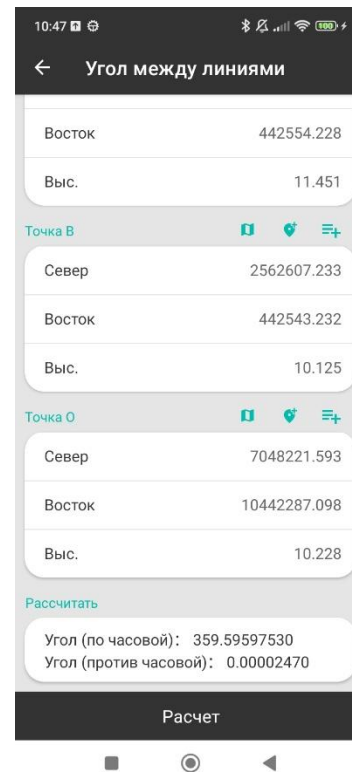 10:47
100
Угол между линиями
Восток 442554.228
Выс. 11.451
Точка B
Север 2562607.233
Восток 442543.232
Выс. 10.125
Точка O
Север 7048221.593
Восток 10442287.098
Выс. 10.228
Рассчитать
Угол (по часовой): 359.59597530
Угол (против часовой): 0.00002470
Расчет